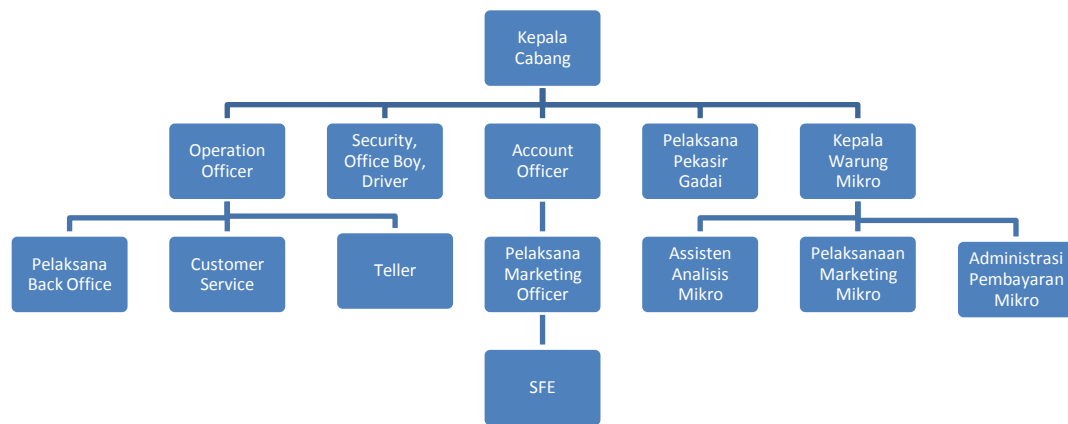 Kepala
Cabang
Operation
Officer
Security,
Office Boy,
Driver
Account
Officer
Pelaksana
Pekasir
Gadai
Kepala
Warung
Mikro
Pelaksana
Back Office
Customer
Service
Teller
Pelaksana
Marketing
Officer
Assisten
Analisis
Mikro
Pelaksanaan
Marketing
Mikro
Administrasi
Pembayaran
Mikro
SFE